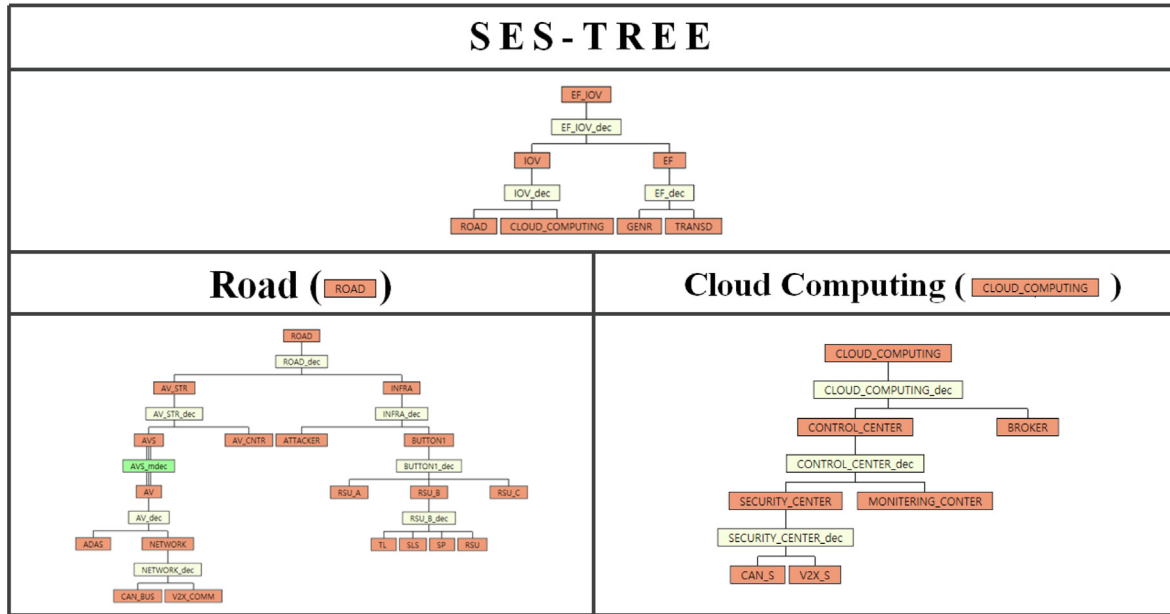 SES-TREE
EF_IOV
EF_IOV_dec
IOV EF
IOV_dec EF_dec
ROAD CLOUD_COMPUTING GENR TRANSD
Road ( ROAD )
Cloud Computing ( CLOUD_COMPUTING )
ROAD
ROAD_dec
AV_STR INFRA
AV_STR_dec INFRA_dec
AVS AV_CNTR ATTACKER BUTTON1
AVS_mdec BUTTON1_dec
AV RSU_A RSU_B RSU_C
AV_dec RSU_B_dec
ADAS NETWORK TL SLS SP RSU
NETWORK_dec
CAN_BUS V2X_COMM
CLOUD_COMPUTING
CLOUD_COMPUTING_dec
CONTROL_CENTER BROKER
CONTROL_CENTER_dec
SECURITY_CENTER MONITERING_CONTER
SECURITY_CENTER_dec
CAN_S V2X_S